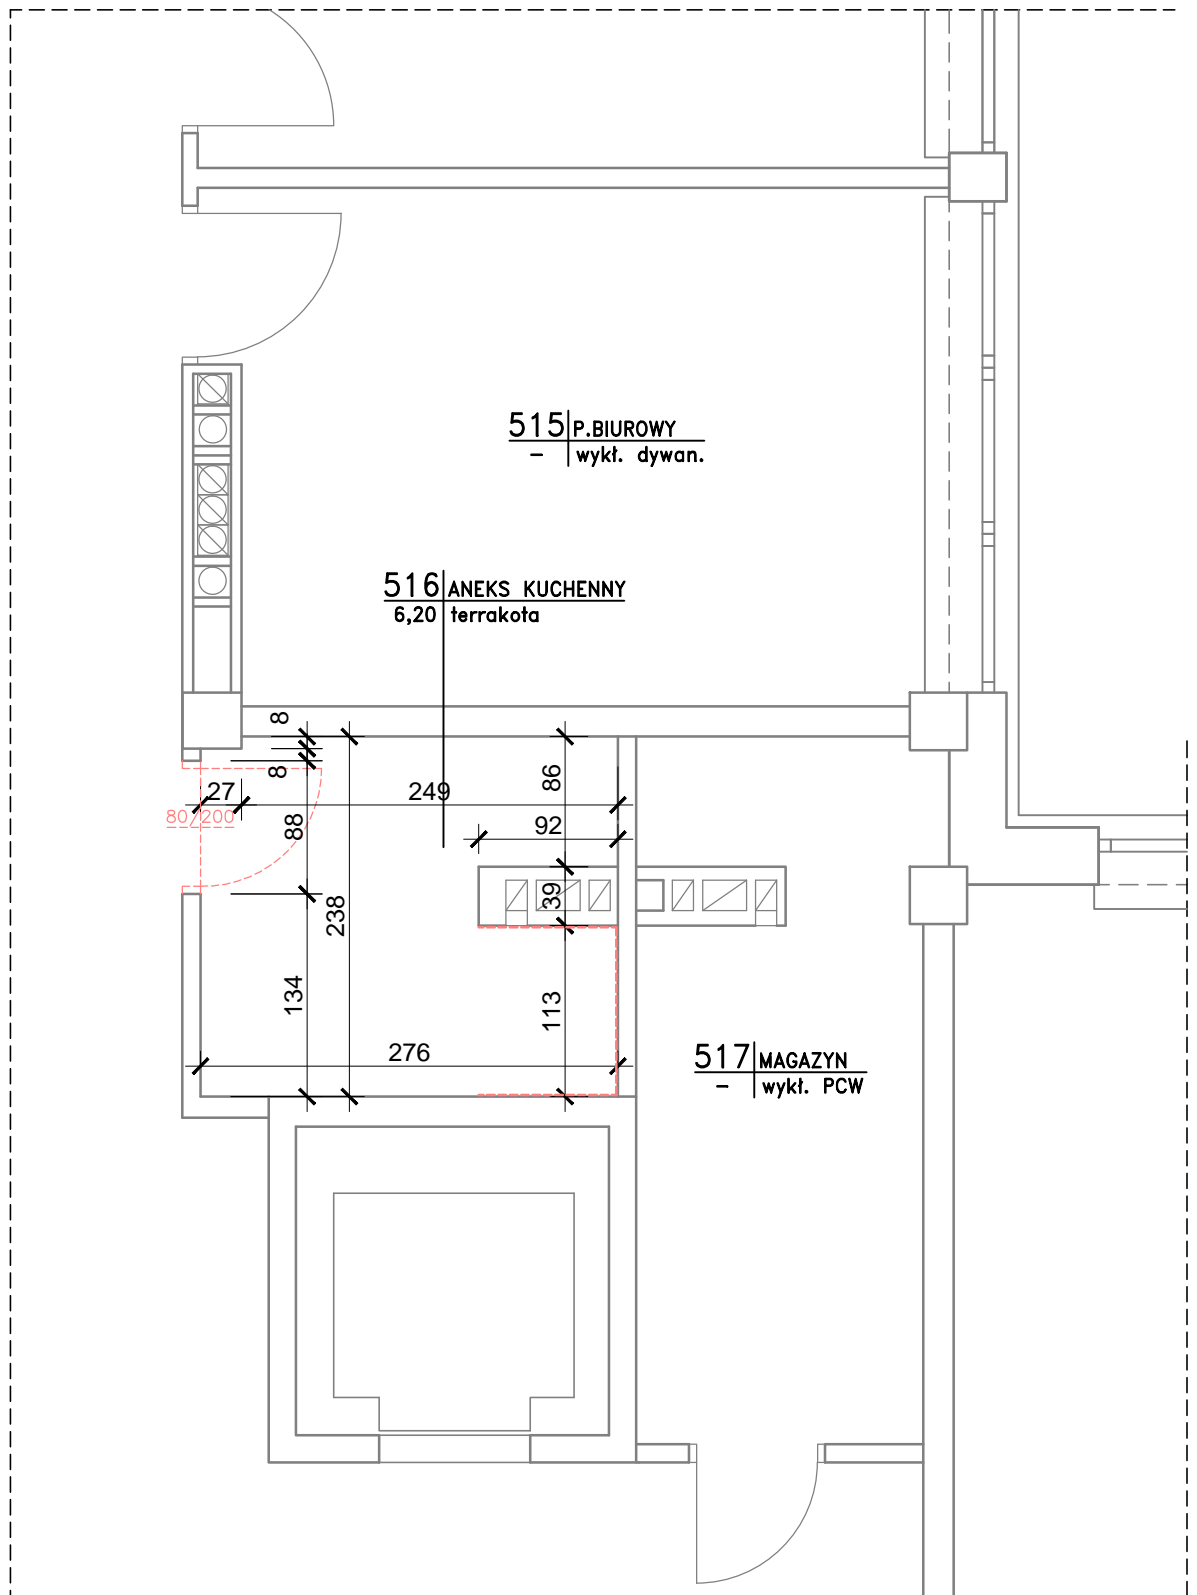 515 P.BIUROWY
– wykł. dywan.
516 ANEKS KUCHENNY
6,20 terrakota
8
8
27
249
86
80/200
88
92
39
238
134
113
276
517 MAGAZYN
– wykł. PCW